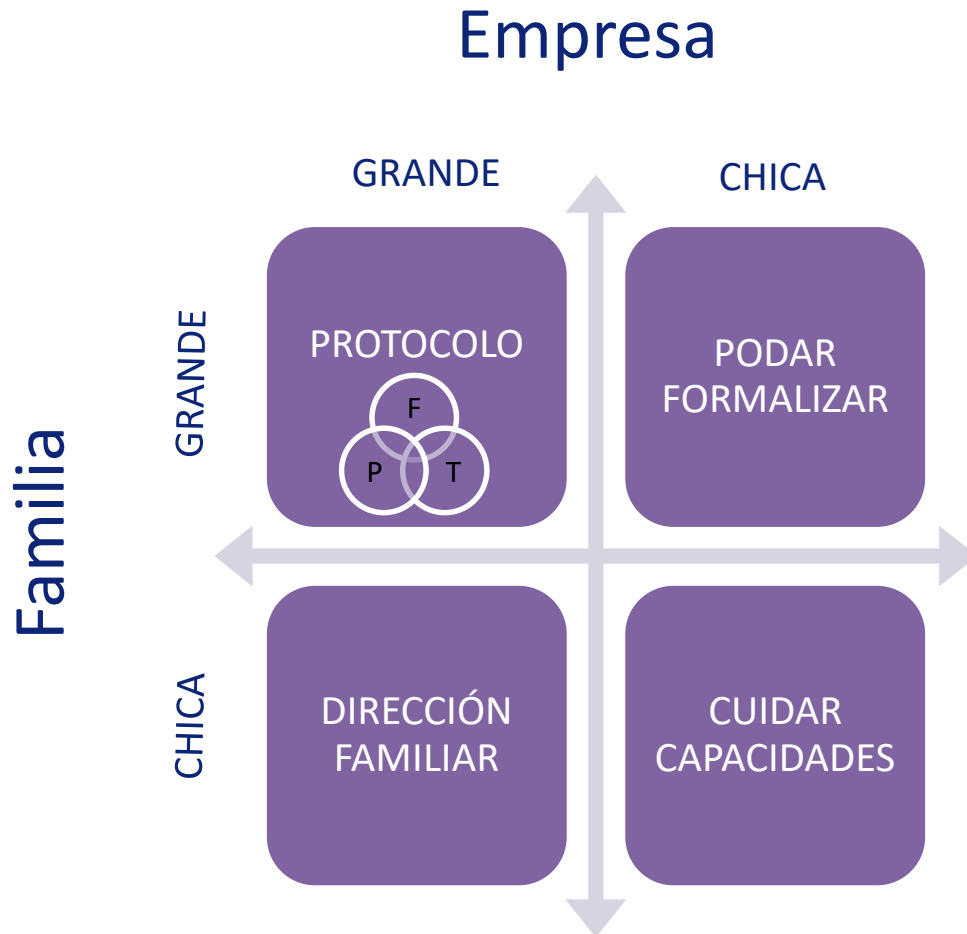 Empresa
GRANDE
CHICA
Familia
GRANDE
PROTOCOLO
F
P
T
PODAR
FORMALIZAR
CHICA
DIRECCIÓN
FAMILIAR
CUIDAR
CAPACIDADES